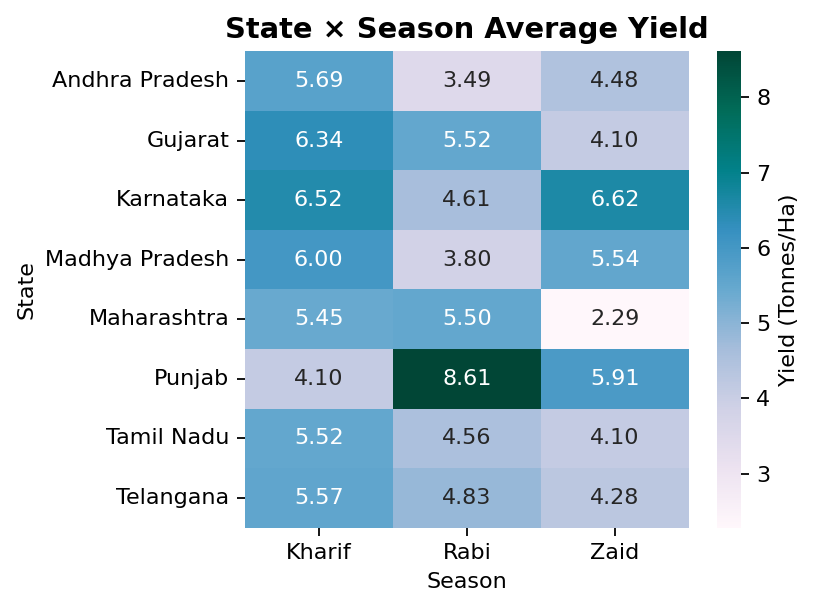 State × Season Average Yield
Andhra Pradesh 5.69 3.49 4.48
Gujarat 6.34 5.52 4.10
Karnataka 6.52 4.61 6.62
Madhya Pradesh 6.00 3.80 5.54
Maharashtra 5.45 5.50 2.29
Punjab 4.10 8.61 5.91
Tamil Nadu 5.52 4.56 4.10
Telangana 5.57 4.83 4.28
Kharif Rabi Zaid
Season
State
8
7
6
5
4
3
Yield (Tonnes/Ha)